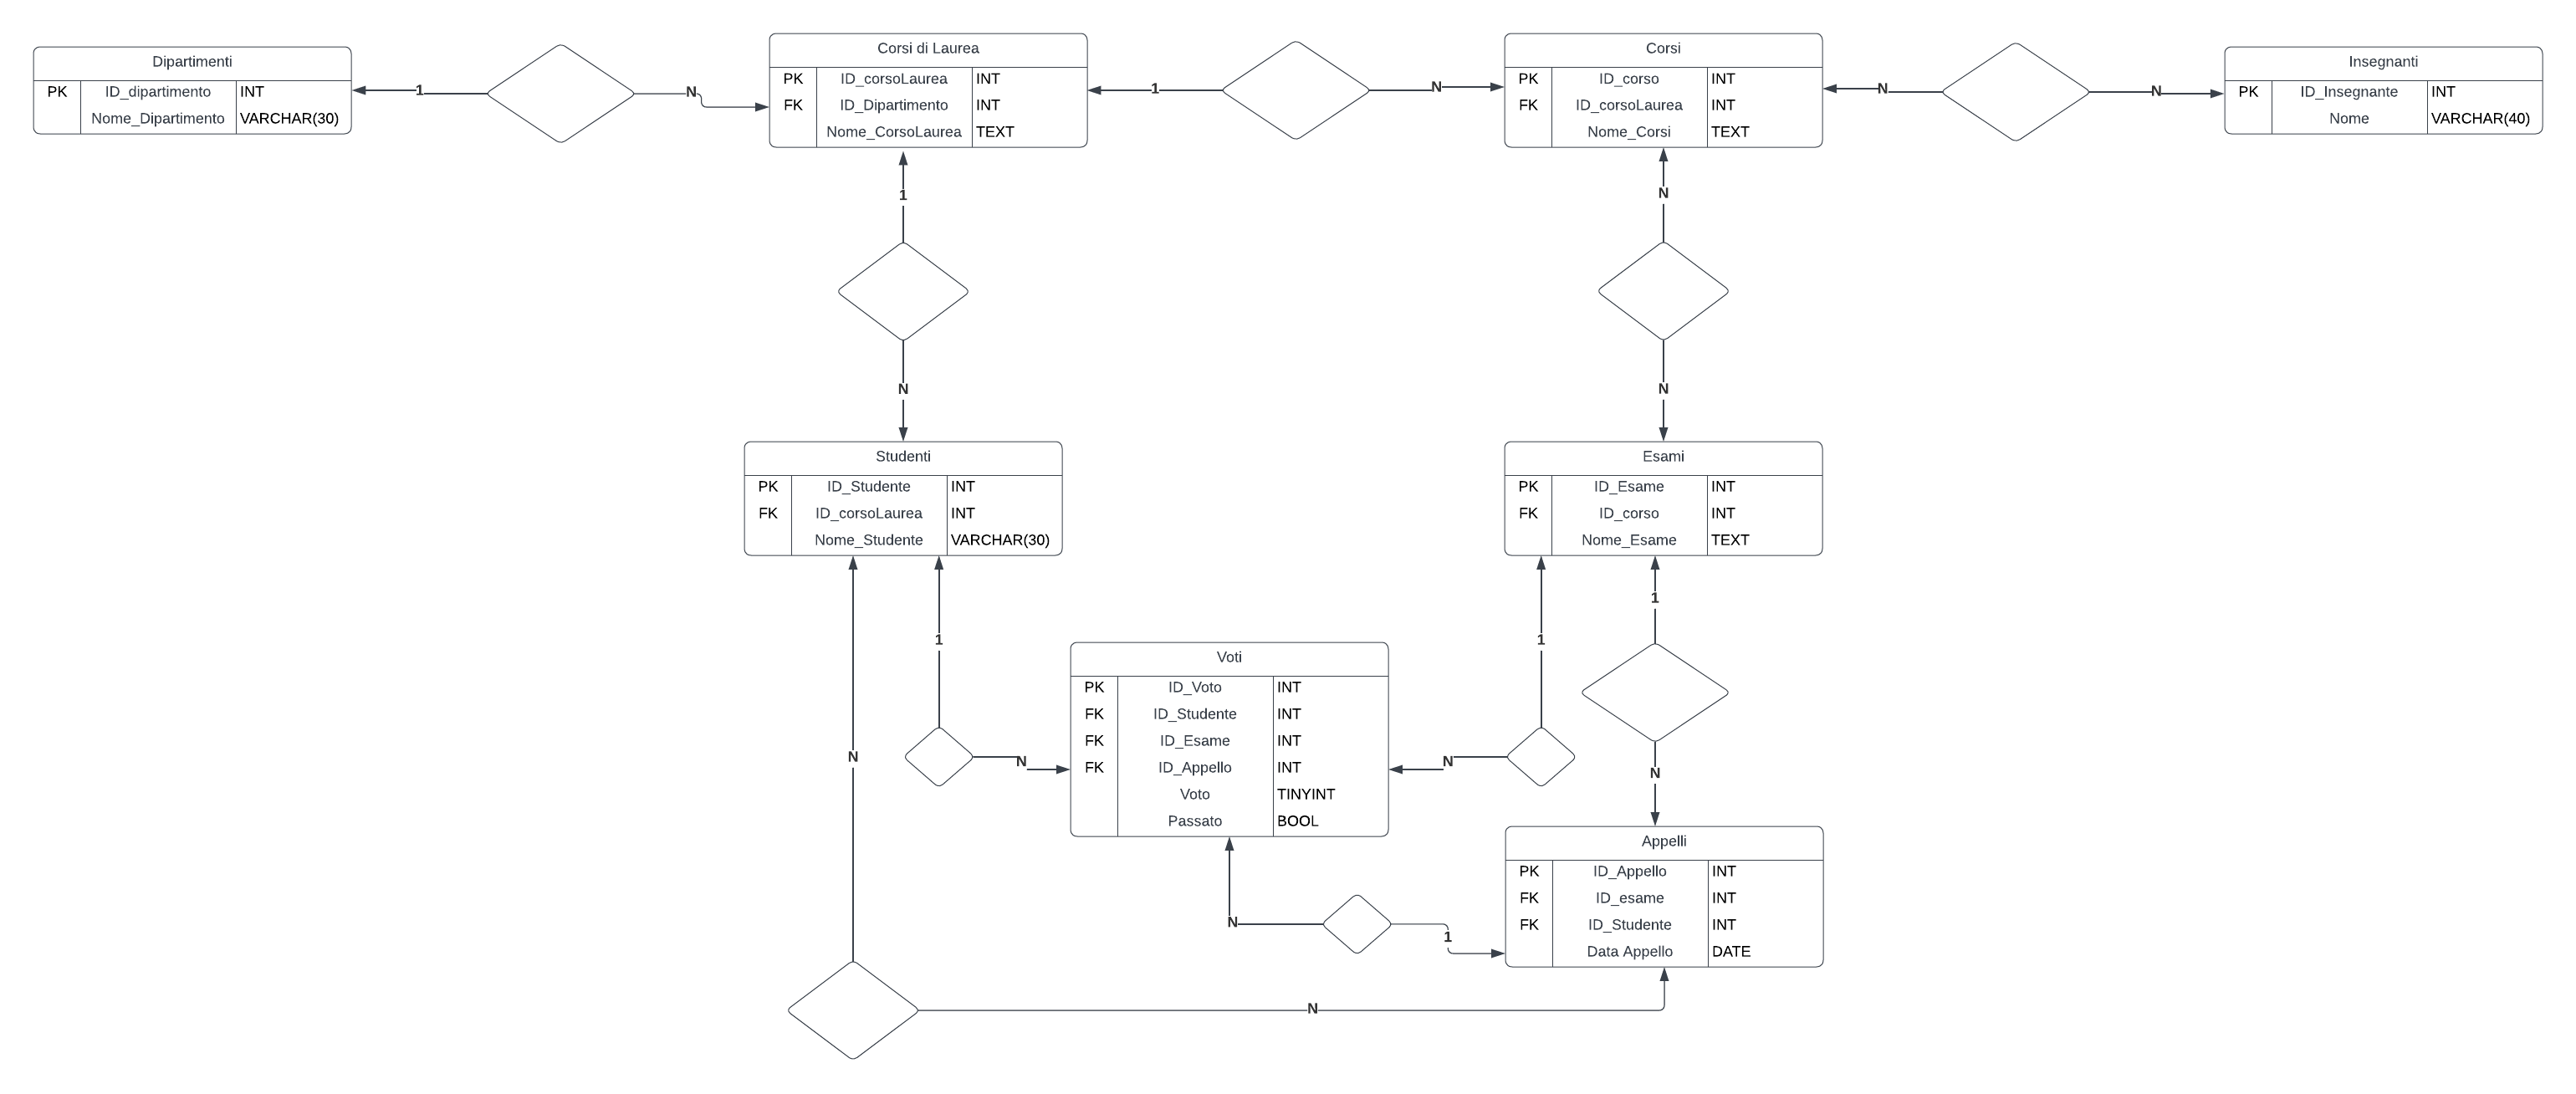 Dipartimenti
PK ID_dipartimento INT
Nome_Dipartimento VARCHAR(30)
1
N
Corsi di Laurea
PK ID_corsoLaurea INT
FK ID_Dipartimento INT
Nome_CorsoLaurea TEXT
1
N
Corsi
PK ID_corso INT
FK ID_corsoLaurea INT
Nome_Corsi TEXT
N
N
Insegnanti
PK ID_Insegnante INT
Nome VARCHAR(40)
1
N
N
N
Studenti
PK ID_Studente INT
FK ID_corsoLaurea INT
Nome_Studente VARCHAR(30)
Esami
PK ID_Esame INT
FK ID_corso INT
Nome_Esame TEXT
1
1
1
Voti
PK ID_Voto INT
FK ID_Studente INT
FK ID_Esame INT
FK ID_Appello INT
Voto TINYINT
Passato BOOL
N
N
N
N
Appelli
PK ID_Appello INT
FK ID_esame INT
FK ID_Studente INT
Data Appello DATE
N
1
N